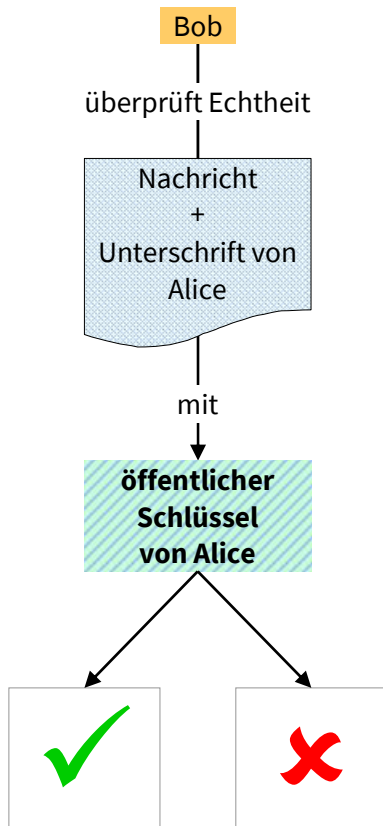 Bob
überprüft Echtheit
Nachricht
+
Unterschrift von
Alice
mit
öffentlicher
Schlüssel
von Alice